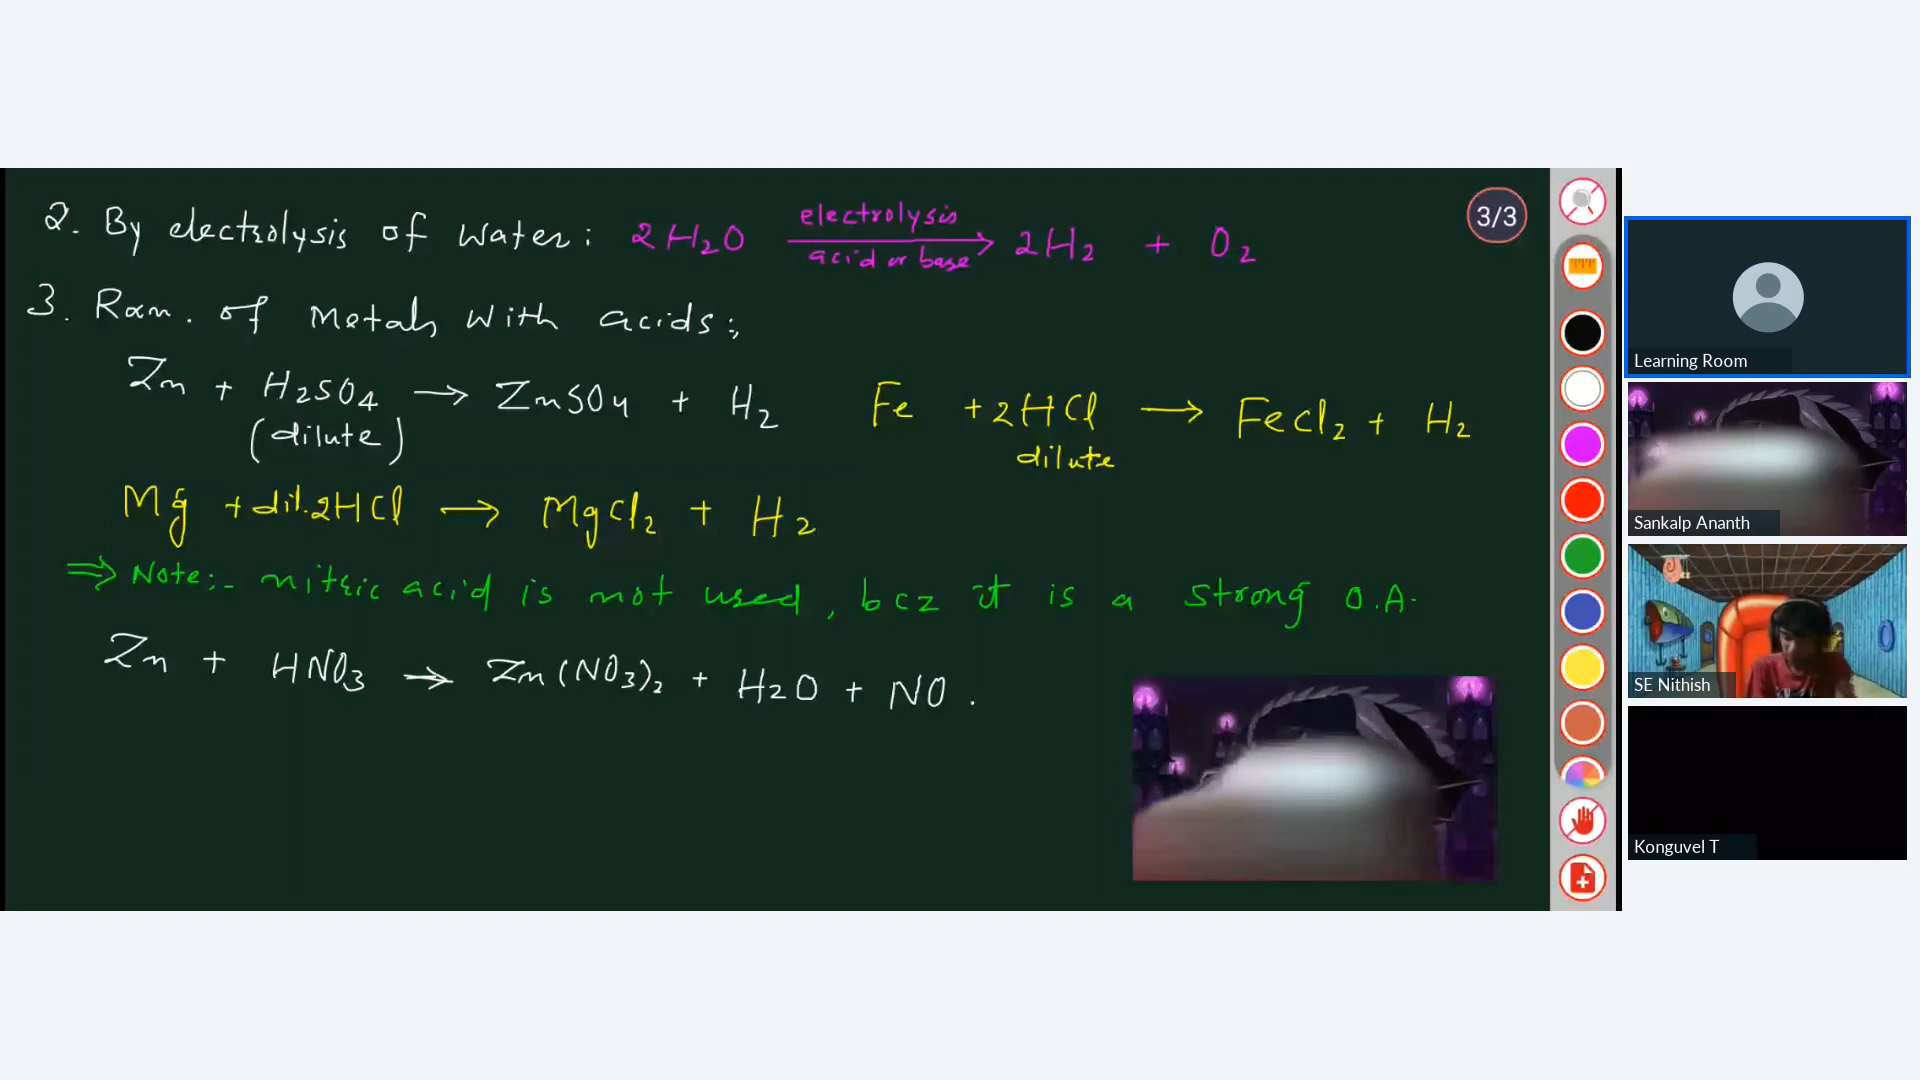 2. By electrolysis of water: 2H₂O electrolysis acid or base → 2H₂ + O₂
3/3
3. Rxn. of Metals With acids:
Zn + H₂SO₄ (dilute) → ZnSO₄ + H₂
Fe + 2HCl dilute → FeCl₂ + H₂
Mg + dil. 2HCl → MgCl₂ + H₂
⇒ Note:- nitric acid is not used, bcz it is a strong O.A.
Zn + HNO₃ → Zn(NO₃)₂ + H₂O + NO.
Learning Room
Sankalp Ananth
SE Nithish
Konguvel T